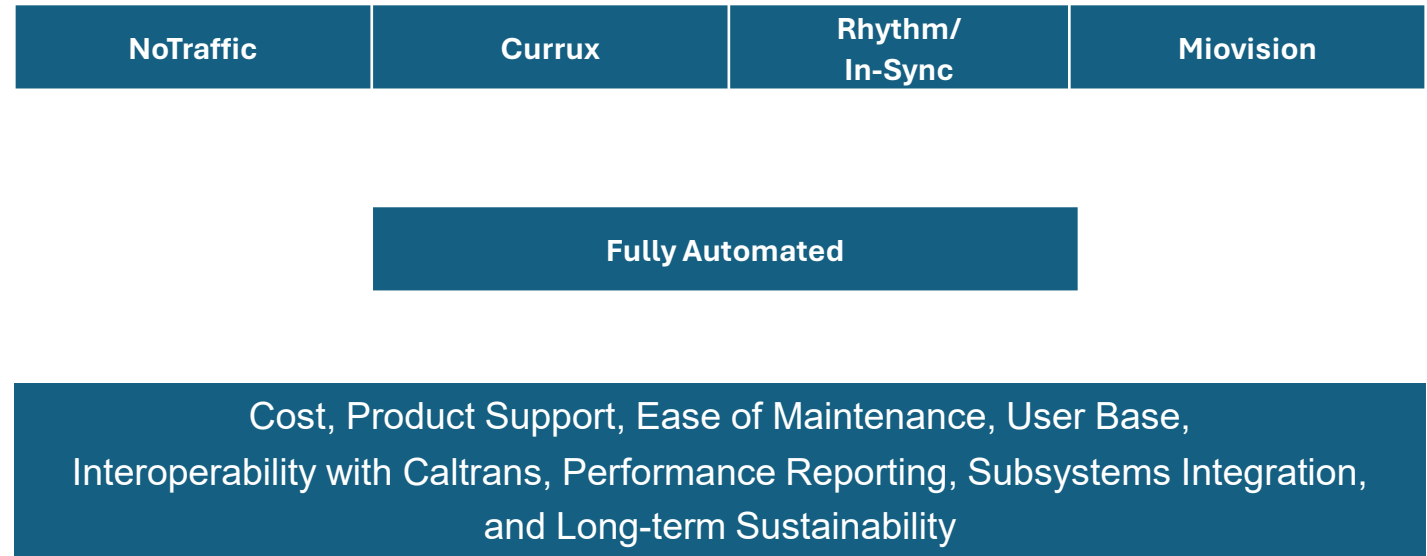 NoTraffic
Currux
Rhythm/
In-Sync
Miovision
Fully Automated
Cost, Product Support, Ease of Maintenance, User Base,
Interoperability with Caltrans, Performance Reporting, Subsystems Integration,
and Long-term Sustainability